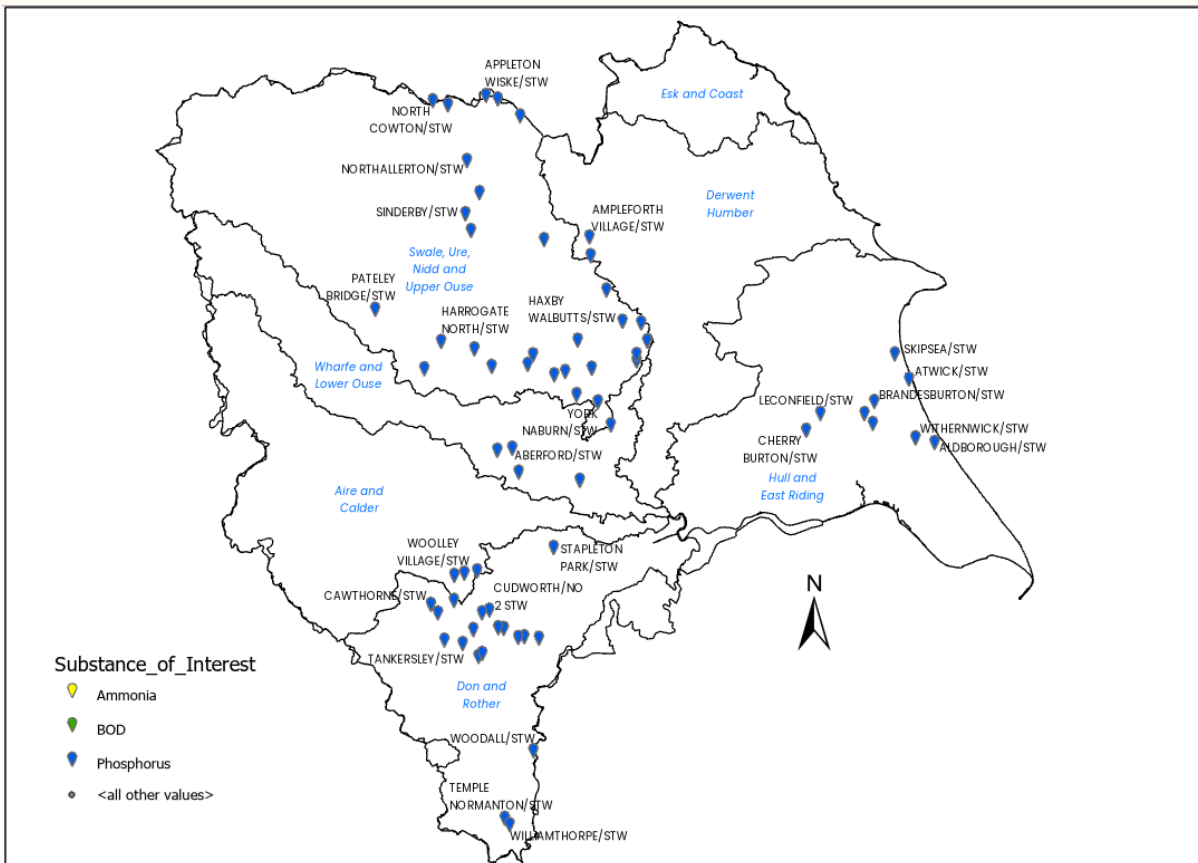 APPLETON
WISKE/STW
Esk and Coast
NORTH
COWTON/STW
NORTHALLERTON/STW
Derwent
Humber
SINDERBY/STW
AMPLEFORTH
VILLAGE/STW
Swale, Ure,
Nidd and
Upper Ouse
PATELEY
BRIDGE/STW
HARROGATE
NORTH/STW
HAXBY
WALBUTTS/STW
SKIPSEA/STW
Wharfe and
Lower Ouse
ATWICK/STW
BRANDESBURTON/STW
LECONFIELD/STW
YORK
NABURN/STW
WITHERNWICK/STW
CHERRY
BURTON/STW
ALDBOROUGH/STW
ABERFORD/STW
Hull and
East Riding
Aire and
Calder
WOOLLEY
VILLAGE/STW
STAPLETON
PARK/STW
CAWTHORNE/STW
CUDWORTH/NO
2 STW
N
TANKERSLEY/STW
Don and
Rother
WOODALL/STW
TEMPLE
NORMANTON/STW
WILLIAMTHORPE/STW
Substance_of_Interest
Ammonia
BOD
Phosphorus
<all other values>